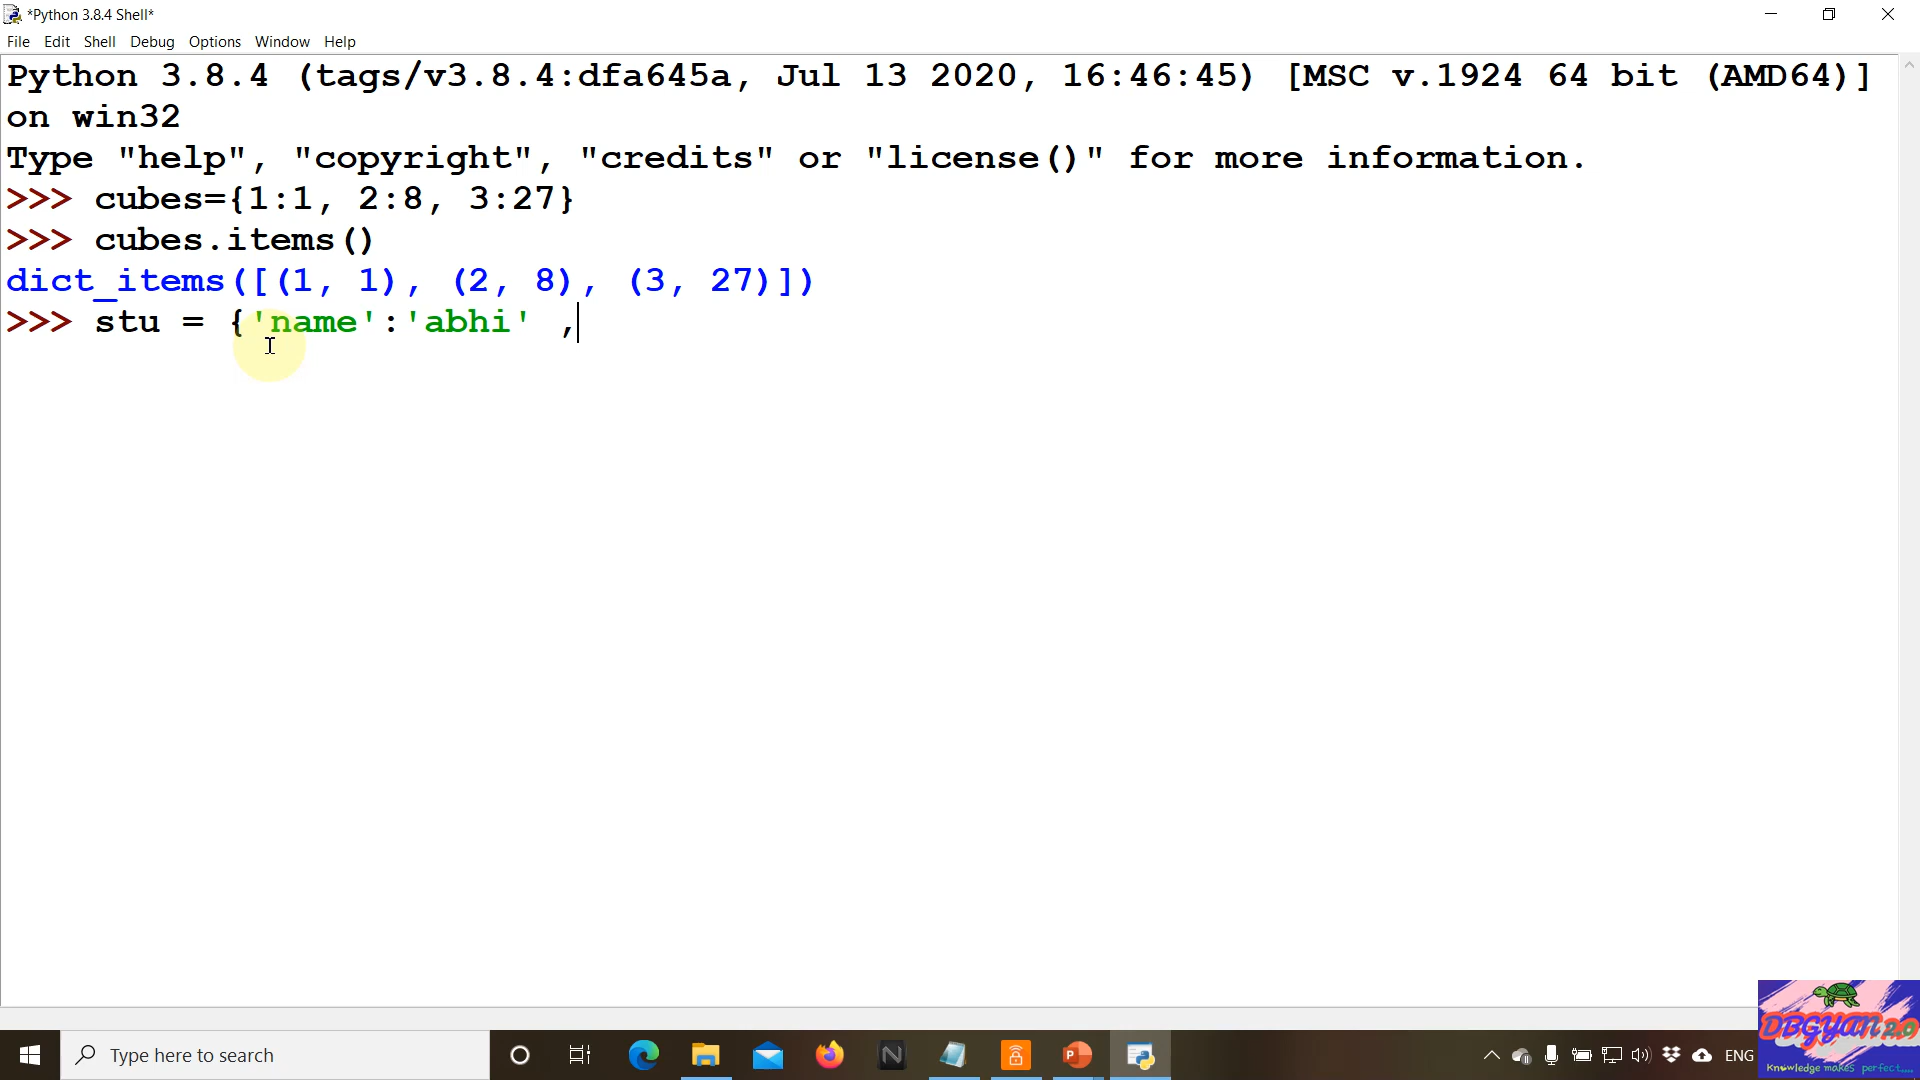 *Python 3.8.4 Shell*
File Edit Shell Debug Options Window Help
Python 3.8.4 (tags/v3.8.4:dfa645a, Jul 13 2020, 16:46:45) [MSC v.1924 64 bit (AMD64)]
on win32
Type "help", "copyright", "credits" or "license()" for more information.
>>> cubes={1:1, 2:8, 3:27}
>>> cubes.items()
dict_items([(1, 1), (2, 8), (3, 27)])
>>> stu = {'name':'abhi' ,
DBGYAN 2.0
Knowledge makes perfect....
Type here to search
N
P
ENG